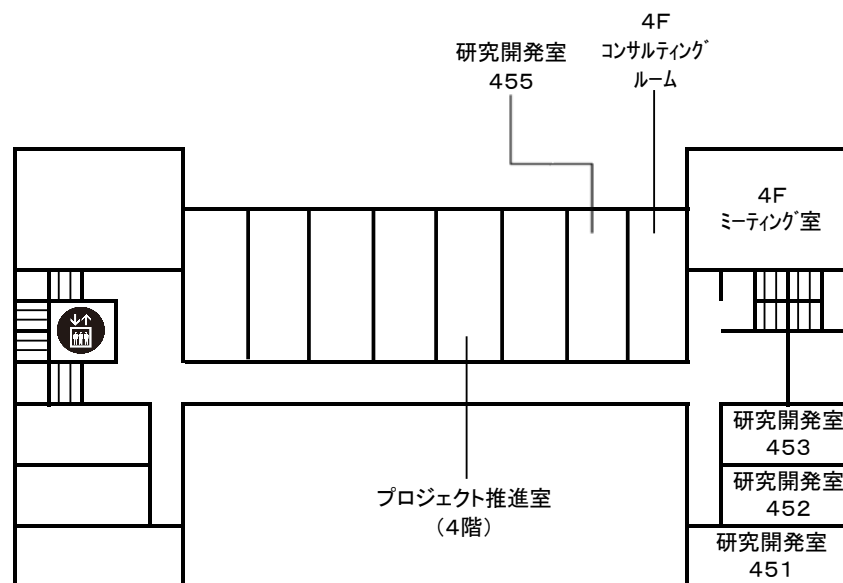 4F
コンサルティング
ルーム
研究開発室
455
4F
ミーティング室
研究開発室
453
研究開発室
452
研究開発室
451
プロジェクト推進室
(4階)